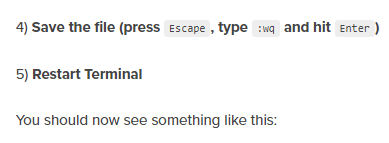 4) Save the file (press Escape , type :wq and hit Enter )
5) Restart Terminal
You should now see something like this: